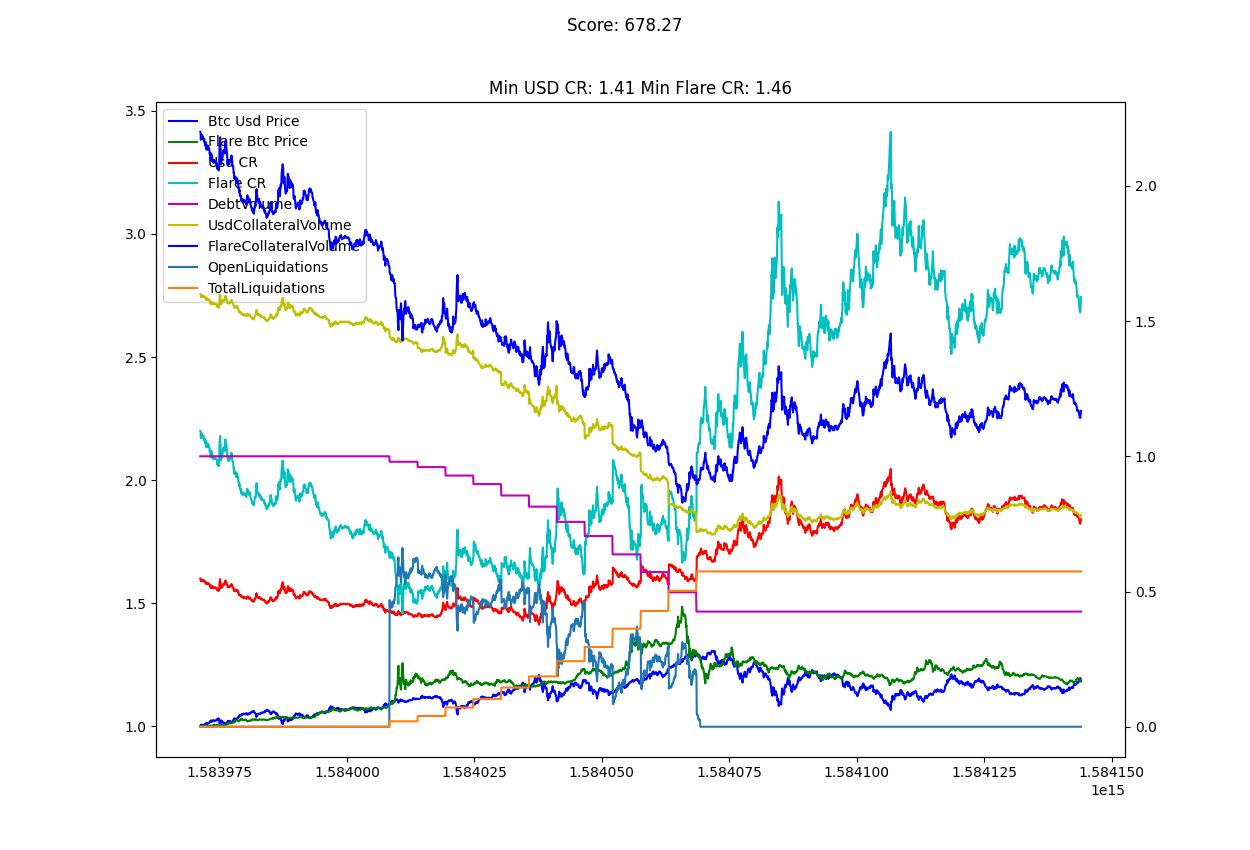 Score: 678.27
Min USD CR: 1.41 Min Flare CR: 1.46
3.5
3.0
2.5
2.0
1.5
1.0
Btc Usd Price
Flare Btc Price
Usd CR
Flare CR
DebtVolume
UsdCollateralVolume
FlareCollateralVolume
OpenLiquidations
TotalLiquidations
2.0
1.5
1.0
0.5
0.0
1.583975 1.584000 1.584025 1.584050 1.584075 1.584100 1.584125 1.584150
1e15